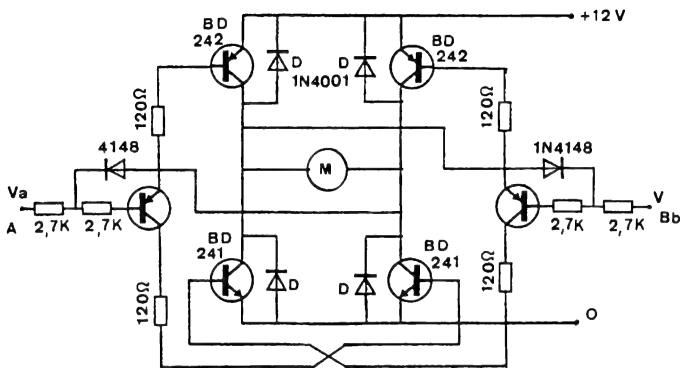 BD
242
+12 V
BD
242
D
1N4001
D
120Ω
120Ω
4148
1N4148
M
Va
A
2,7K
2,7K
V
Bb
2,7K
2,7K
BD
241
BD
241
D
D
120Ω
120Ω
O